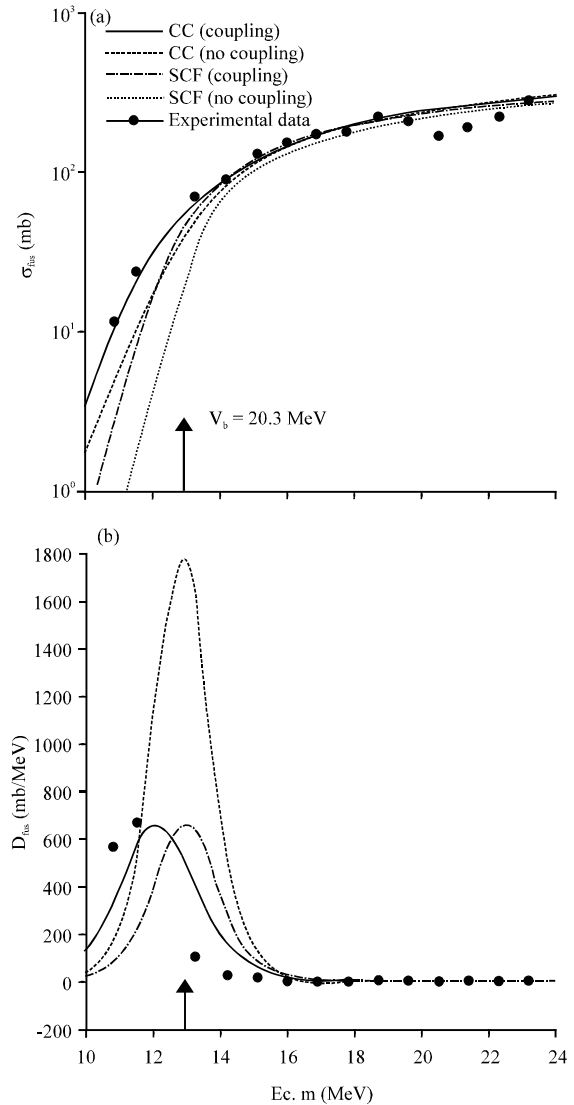 (a)
CC (coupling)
CC (no coupling)
SCF (coupling)
SCF (no coupling)
Experimental data
10³
10²
10¹
10⁰
σfus (mb)
Vb = 20.3 MeV
(b)
1800
1600
1400
1200
1000
800
600
400
200
0
-200
Dfus (mb/MeV)
10 12 14 16 18 20 22 24
Ec. m (MeV)